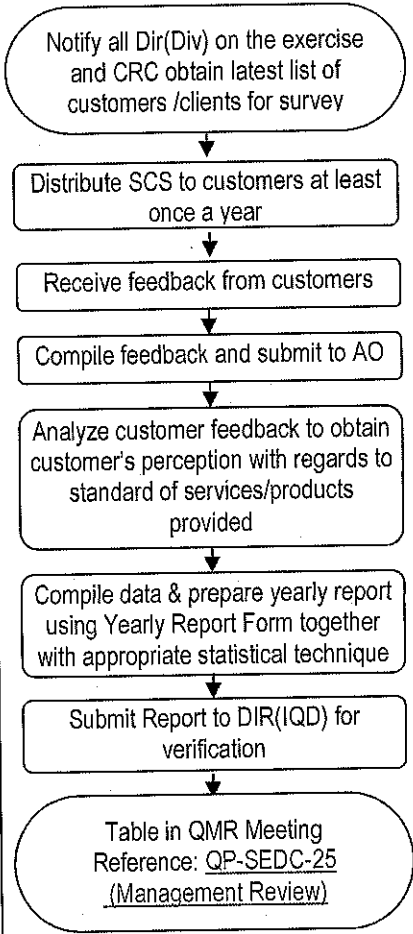 Notify all Dir(Div) on the exercise
and CRC obtain latest list of
customers /clients for survey
Distribute SCS to customers at least
once a year
Receive feedback from customers
Compile feedback and submit to AO
Analyze customer feedback to obtain
customer's perception with regards to
standard of services/products
provided
Compile data & prepare yearly report
using Yearly Report Form together
with appropriate statistical technique
Submit Report to DIR(IQD) for
verification
Table in QMR Meeting
Reference: QP-SEDC-25
(Management Review)